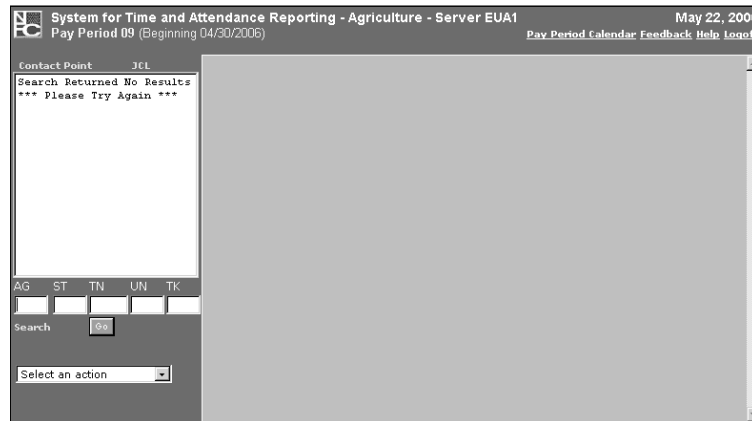 NFC System for Time and Attendance Reporting - Agriculture - Server EUA1 May 22, 200
Pay Period 09 (Beginning 04/30/2006) Pay Period Calendar Feedback Help Logof
Contact Point JCL
Search Returned No Results
*** Please Try Again ***
AG ST TN UN TK
Search Go
Select an action